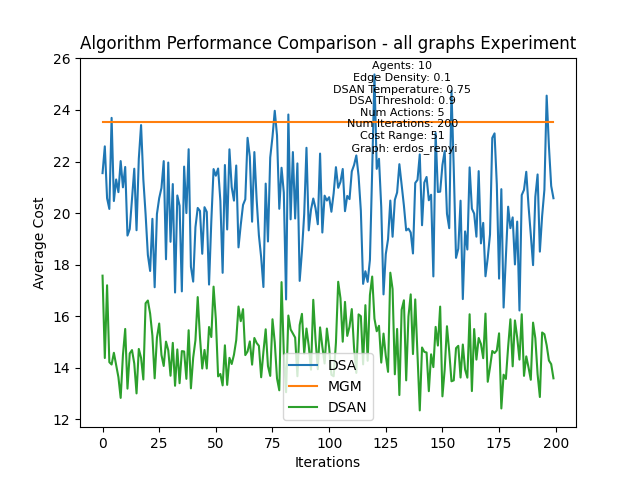 Algorithm Performance Comparison - all graphs Experiment
Agents: 10
Edge Density: 0.1
DSAN Temperature: 0.75
DSA Threshold: 0.9
Num Actions: 5
Num Iterations: 200
Cost Range: 51
Graph: erdos_renyi
26
24
22
20
18
16
14
12
Average Cost
DSA
MGM
DSAN
0 25 50 75 100 125 150 175 200
Iterations